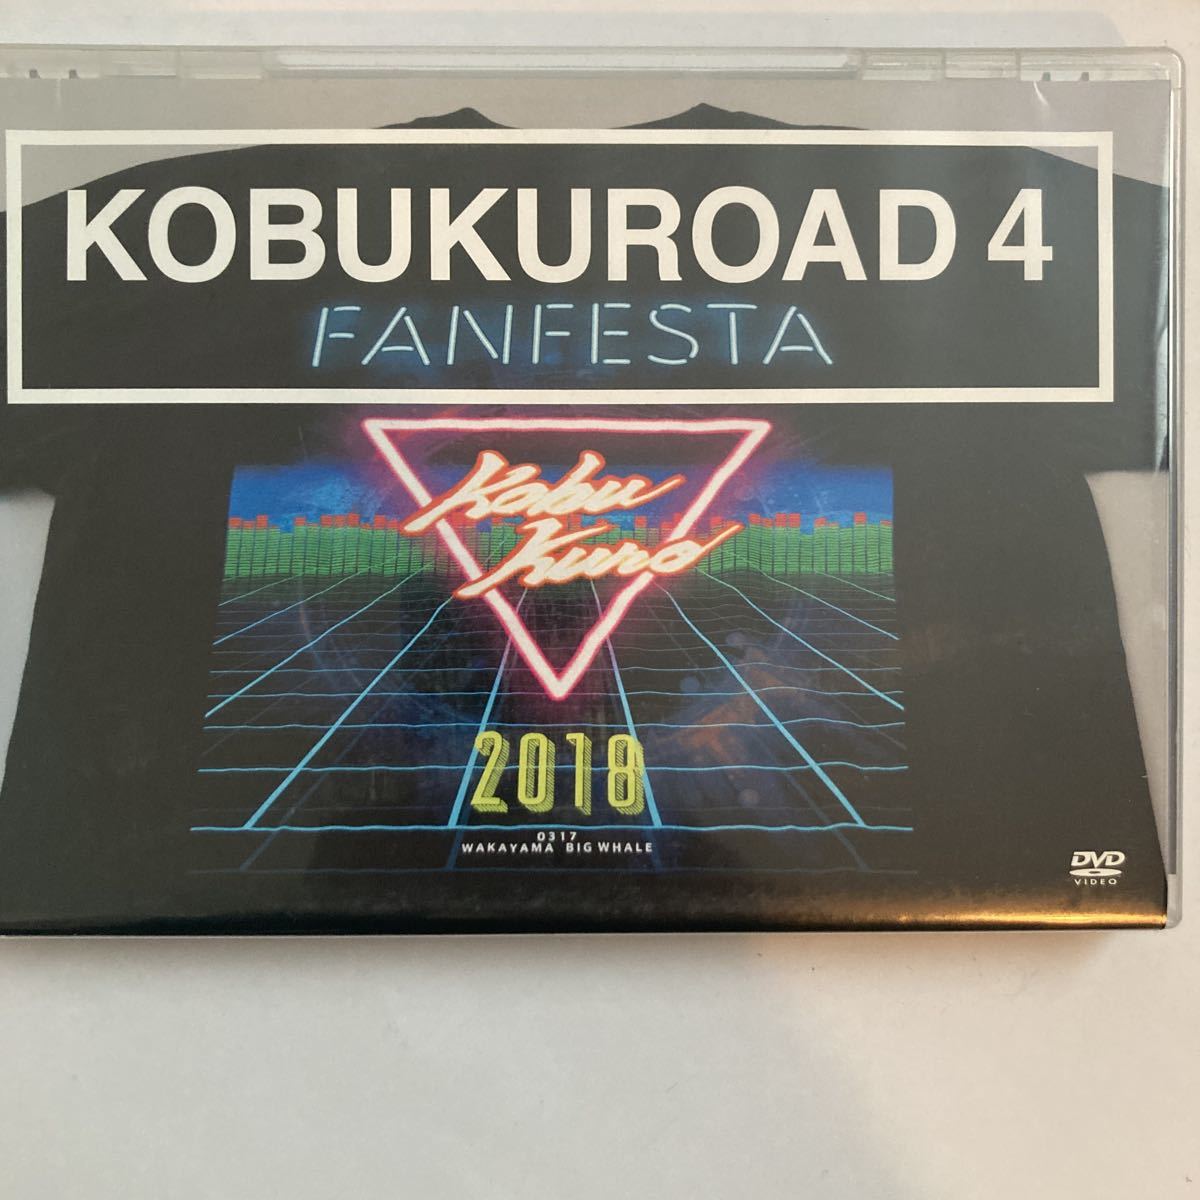 KOBUKUROAD 4
FANFESTA
Kobu
Kuro
2018
0317
WAKAYAMA BIG WHALE
DVD
VIDEO